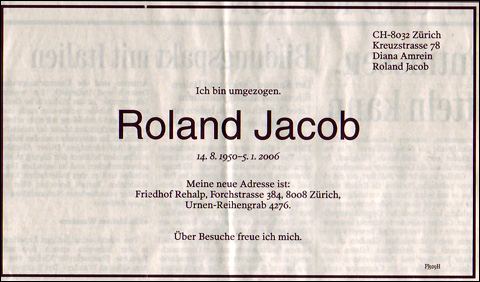 CH-8032 Zürich
Kreuzstrasse 78
Diana Amrein
Roland Jacob
Ich bin umgezogen.
Roland Jacob
14. 8. 1950–5. 1. 2006
Meine neue Adresse ist:
Friedhof Rehalp, Forchstrasse 384, 8008 Zürich,
Urnen-Reihengrab 4276.
Über Besuche freue ich mich.